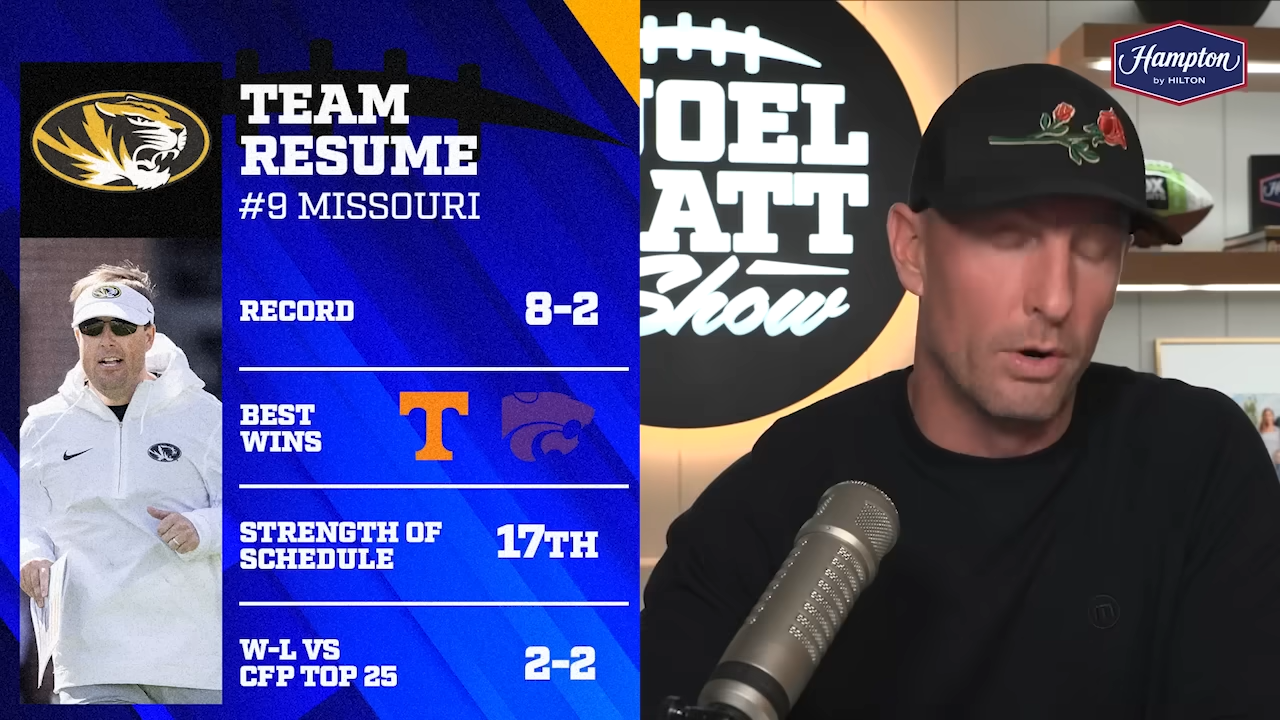 TEAM
RESUME
#9 MISSOURI
RECORD
8-2
BEST
WINS
T
STRENGTH OF
SCHEDULE
17TH
W-L VS
CFP TOP 25
2-2
JOEL
ATT
Show
Hampton
by HILTON